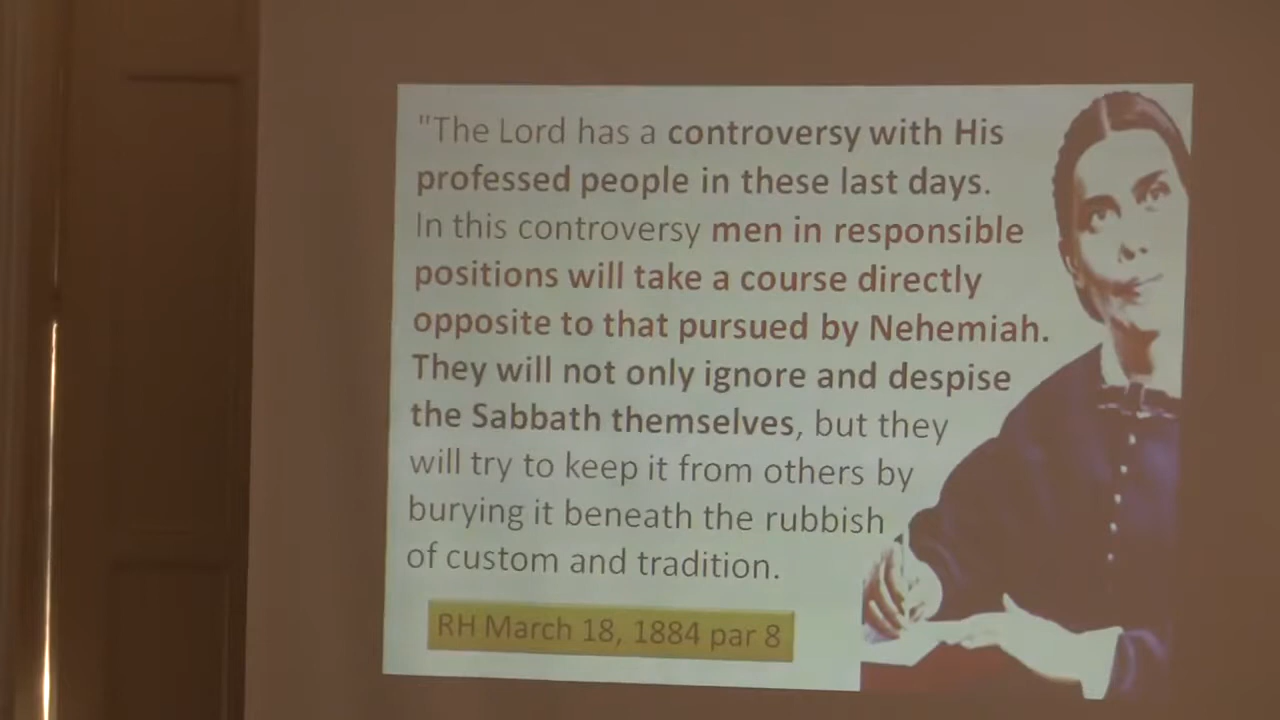 "The Lord has a controversy with His
professed people in these last days.
In this controversy men in responsible
positions will take a course directly
opposite to that pursued by Nehemiah.
They will not only ignore and despise
the Sabbath themselves, but they
will try to keep it from others by
burying it beneath the rubbish
of custom and tradition.
RH March 18, 1884 par 8